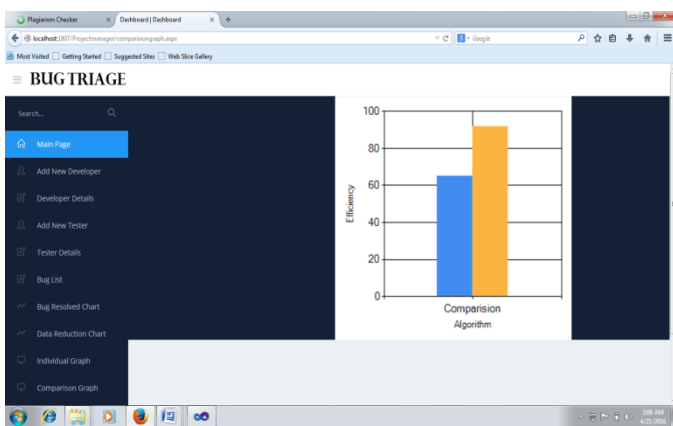 Plagiarism Checker
Dashboard | Dashboard
localhost:1807/Projectmanager/comparisiongraph.aspx
Google
Most Visited Getting Started Suggested Sites Web Slice Gallery
BUG TRIAGE
Search...
Main Page
Add New Developer
Developer Details
Add New Tester
Tester Details
Bug List
Bug Resolved Chart
Data Reduction Chart
Individual Graph
Comparison Graph
100
80
60
40
20
0
Efficiency
Comparision
Algorithm
3:06 AM
4/21/2016